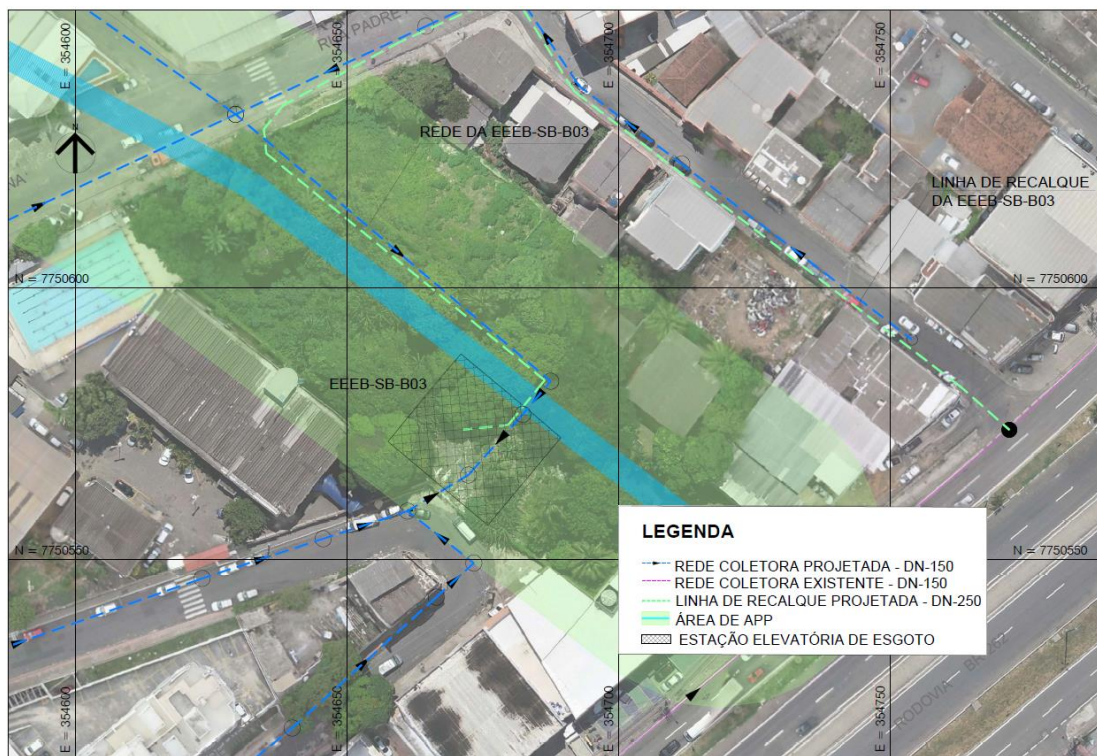 E = 354600
E = 354650
E = 354700
E = 354750
RUA PADRE
REDE DA EEEB-SB-B03
LINHA DE RECALQUE
DA EEEB-SB-B03
N = 7750600
N = 7750600
EEEB-SB-B03
N = 7750550
N = 7750550
LEGENDA
REDE COLETORA PROJETADA - DN-150
REDE COLETORA EXISTENTE - DN-150
LINHA DE RECALQUE PROJETADA - DN-250
ÁREA DE APP
ESTAÇÃO ELEVATÓRIA DE ESGOTO
E = 354600
E = 354650
E = 354700
E = 354750
RODOVIA